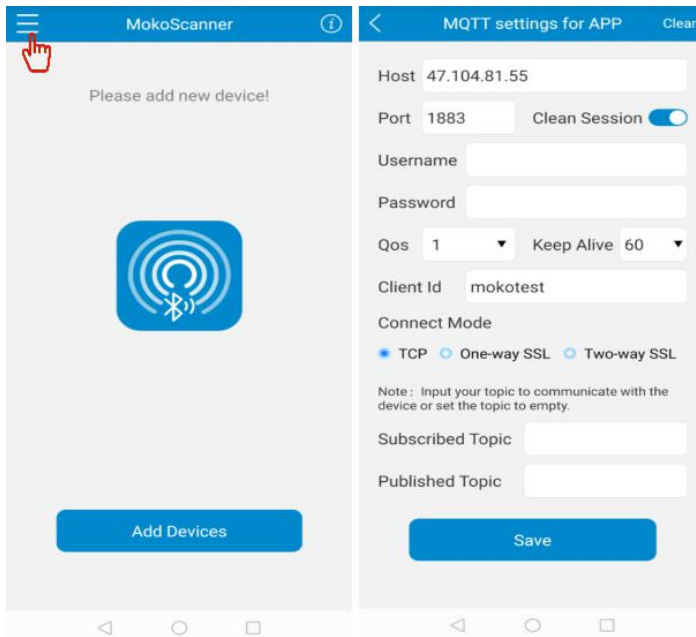 MokoScanner
Please add new device!
Add Devices
MQTT settings for APP Clear
Host 47.104.81.55
Port 1883 Clean Session
Username
Password
Qos 1 Keep Alive 60
Client Id mokotest
Connect Mode
TCP One-way SSL Two-way SSL
Note : Input your topic to communicate with the
device or set the topic to empty.
Subscribed Topic
Published Topic
Save